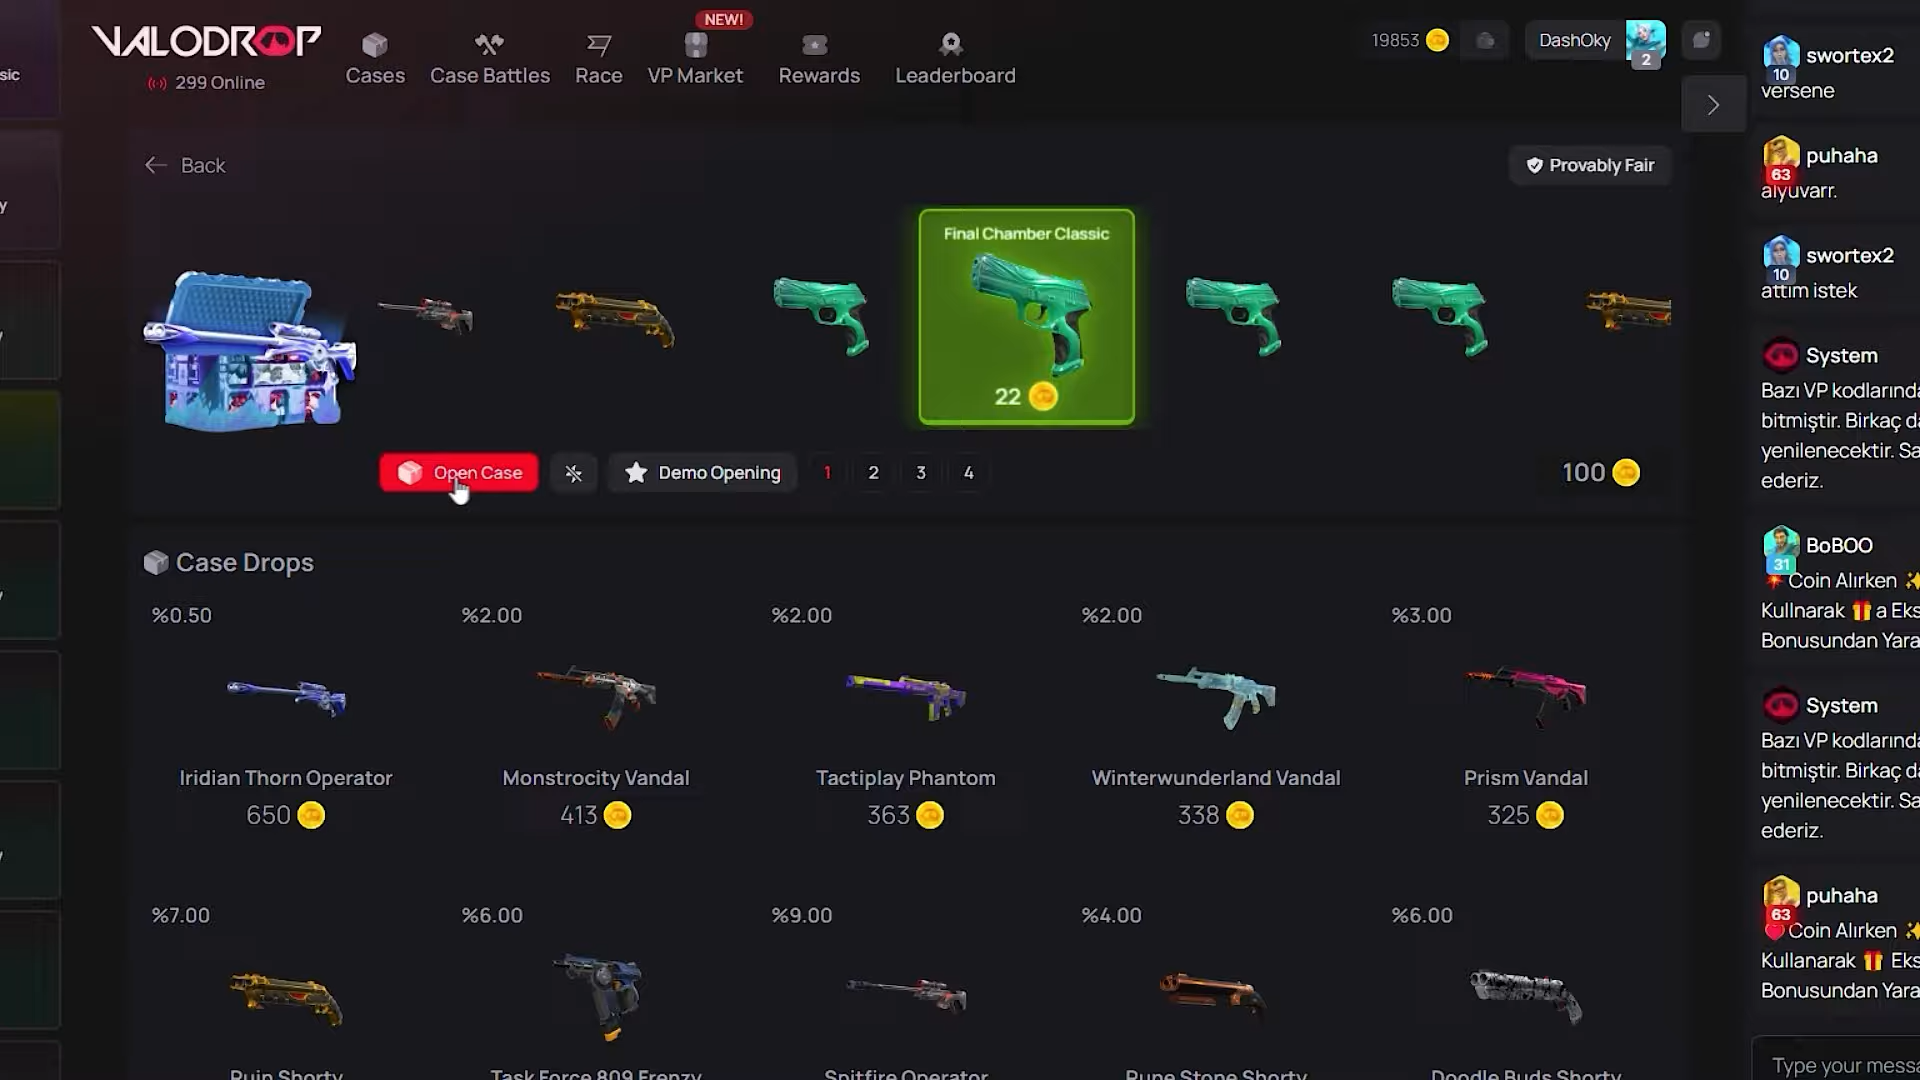 NEW!
VALODROP
299 Online
Cases
Case Battles
Race
VP Market
Rewards
Leaderboard
19853
DashOky
2
sic
y
Back
Provably Fair
Final Chamber Classic
22
Open Case
Demo Opening
1
2
3
4
100
Case Drops
%0.50
%2.00
%2.00
%2.00
%3.00
Iridian Thorn Operator
Monstrocity Vandal
Tactiplay Phantom
Winterwunderland Vandal
Prism Vandal
650
413
363
338
325
%7.00
%6.00
%9.00
%4.00
%6.00
Ruin Shorty
Task Force 809 Frenzy
Spitfire Operator
Rune Stone Shorty
Doodle Buds Shorty
swortex2
10
versene
puhaha
63
alyuvarr.
swortex2
10
attım istek
System
Bazı VP kodlarında
bitmiştir. Birkaç da
yenilenecektir. Sa
ederiz.
BoBOO
31
Coin Alırken
Kullnarak 🎁 a Eks
Bonusundan Yara
System
Bazı VP kodlarında
bitmiştir. Birkaç da
yenilenecektir. Sa
ederiz.
puhaha
63
Coin Alırken
Kullanarak 🎁 Eks
Bonusundan Yara
Type your messa